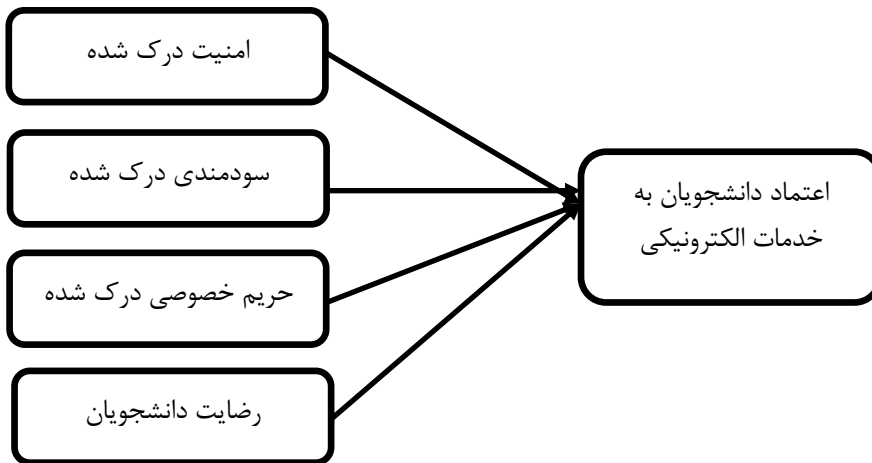 امنیت درک شده
سودمندی درک شده
حریم خصوصی درک شده
رضایت دانشجویان
اعتماد دانشجویان به
خدمات الکترونیکی